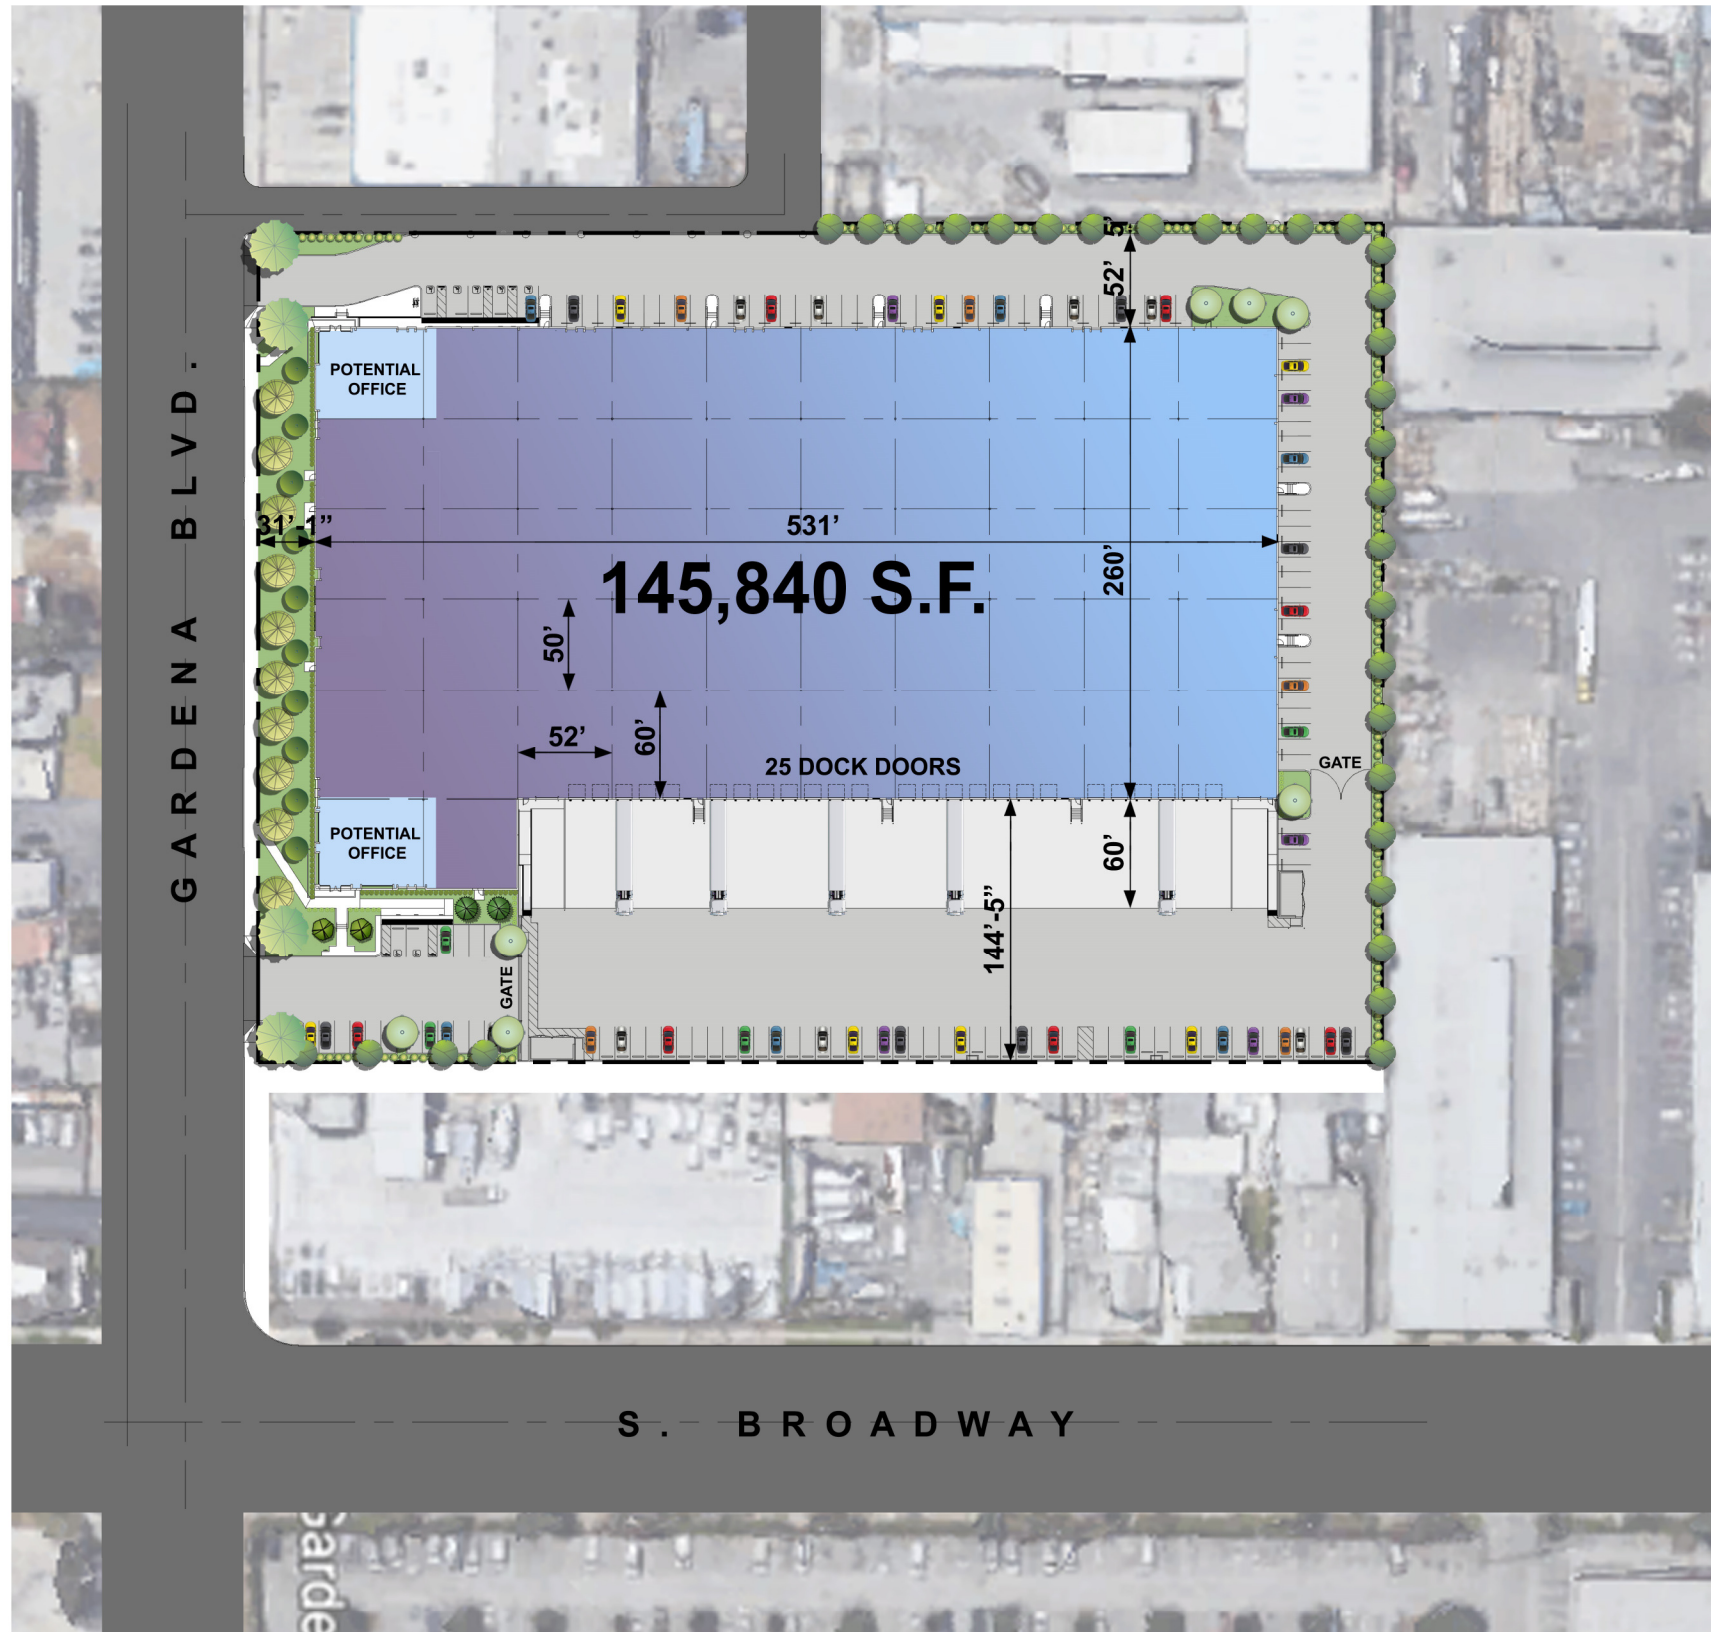 5'
52'
POTENTIAL
OFFICE
GARDENA BLVD.
31'-1"
531'
145,840 S.F.
260'
50'
52'
60'
25 DOCK DOORS
GATE
POTENTIAL
OFFICE
60'
144'-5"
GATE
S. BROADWAY
Garde